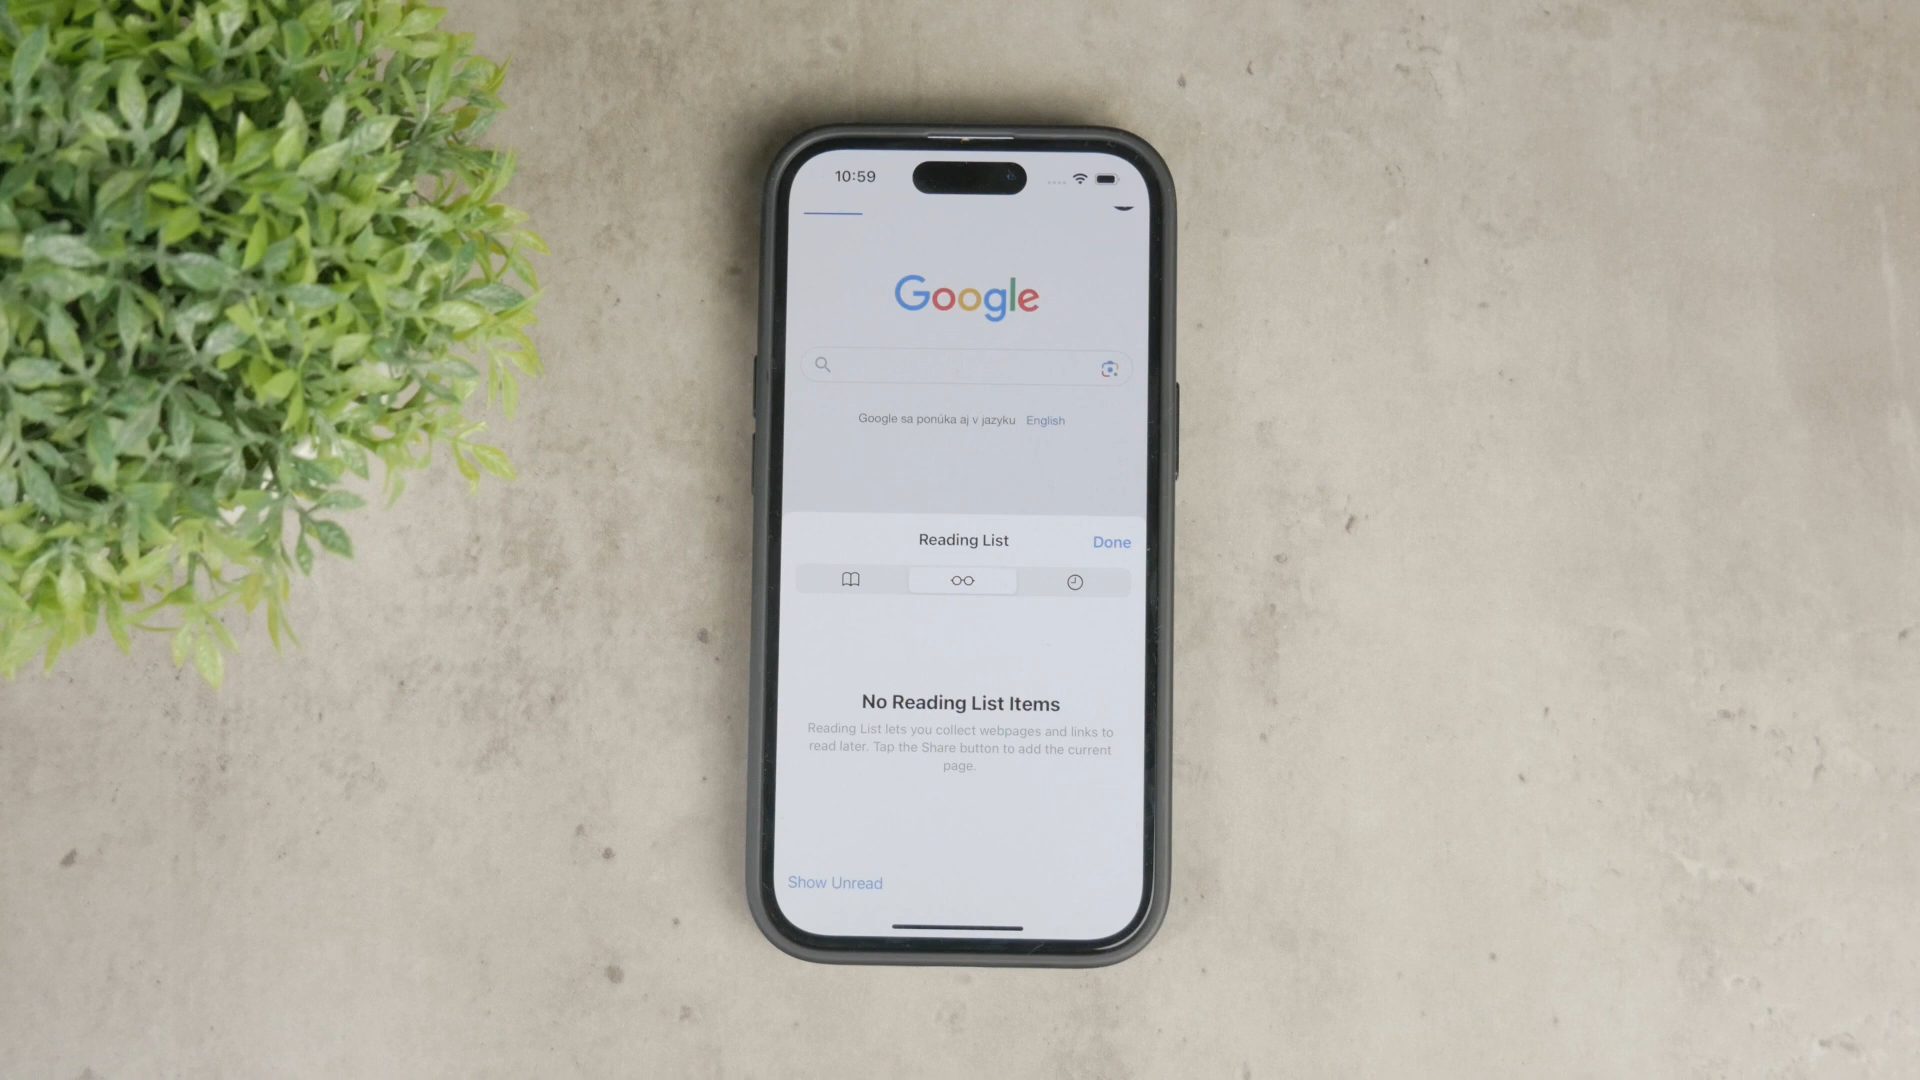 10:59
Google
Google sa ponúka aj v jazyku English
Reading List
Done
No Reading List Items
Reading List lets you collect webpages and links to
read later. Tap the Share button to add the current
page.
Show Unread